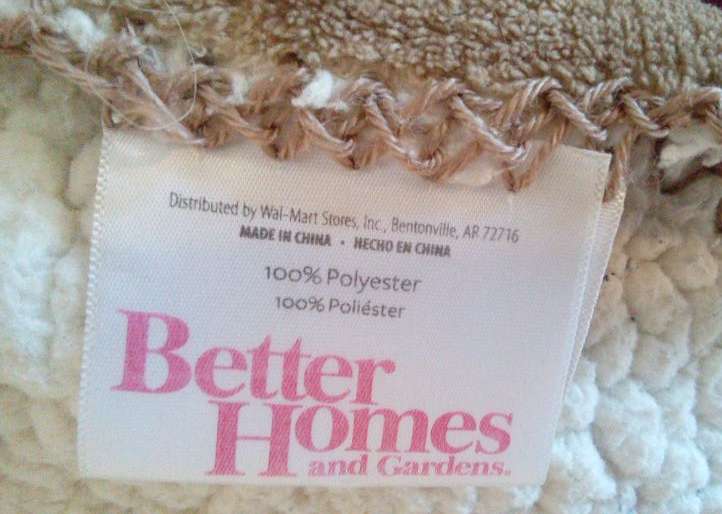 Distributed by Wal-Mart Stores, Inc., Bentonville, AR 72716
MADE IN CHINA • HECHO EN CHINA
100% Polyester
100% Poliéster
Better
Homes
and Gardens.